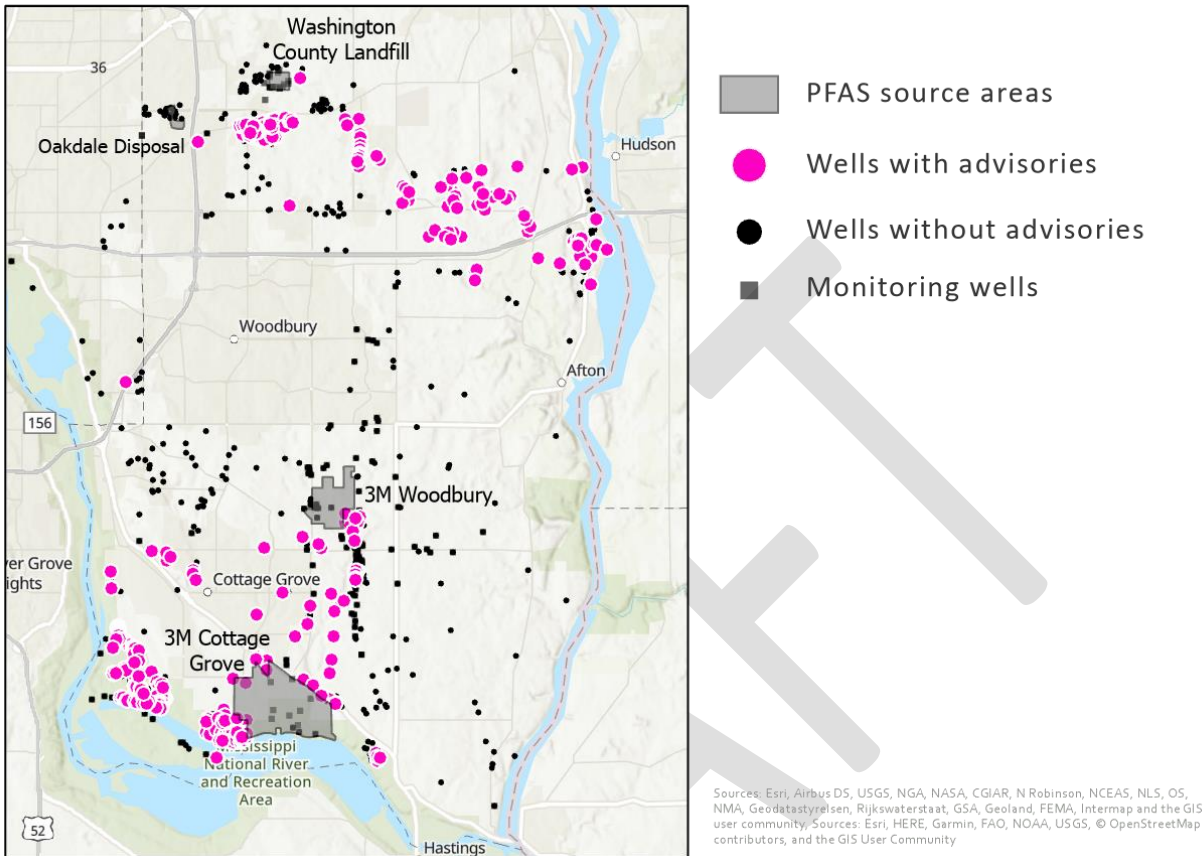 Washington
County Landfill
36
Oakdale Disposal
Hudson
Woodbury
Afton
156
3M Woodbury
ver Grove
ights
Cottage Grove
3M Cottage
Grove
Mississippi
National River
and Recreation
Area
52
Hastings
PFAS source areas
Wells with advisories
Wells without advisories
Monitoring wells
AFT
Sources: Esri, Airbus DS, USGS, NGA, NASA, CGIAR, N Robinson, NCEAS, NLS, OS,
NMA, Geodatastyrelsen, Rijkswaterstaat, GSA, Geoland, FEMA, Intermap and the GIS
user community, Sources: Esri, HERE, Garmin, FAO, NOAA, USGS, © OpenStreetMap
contributors, and the GIS User Community